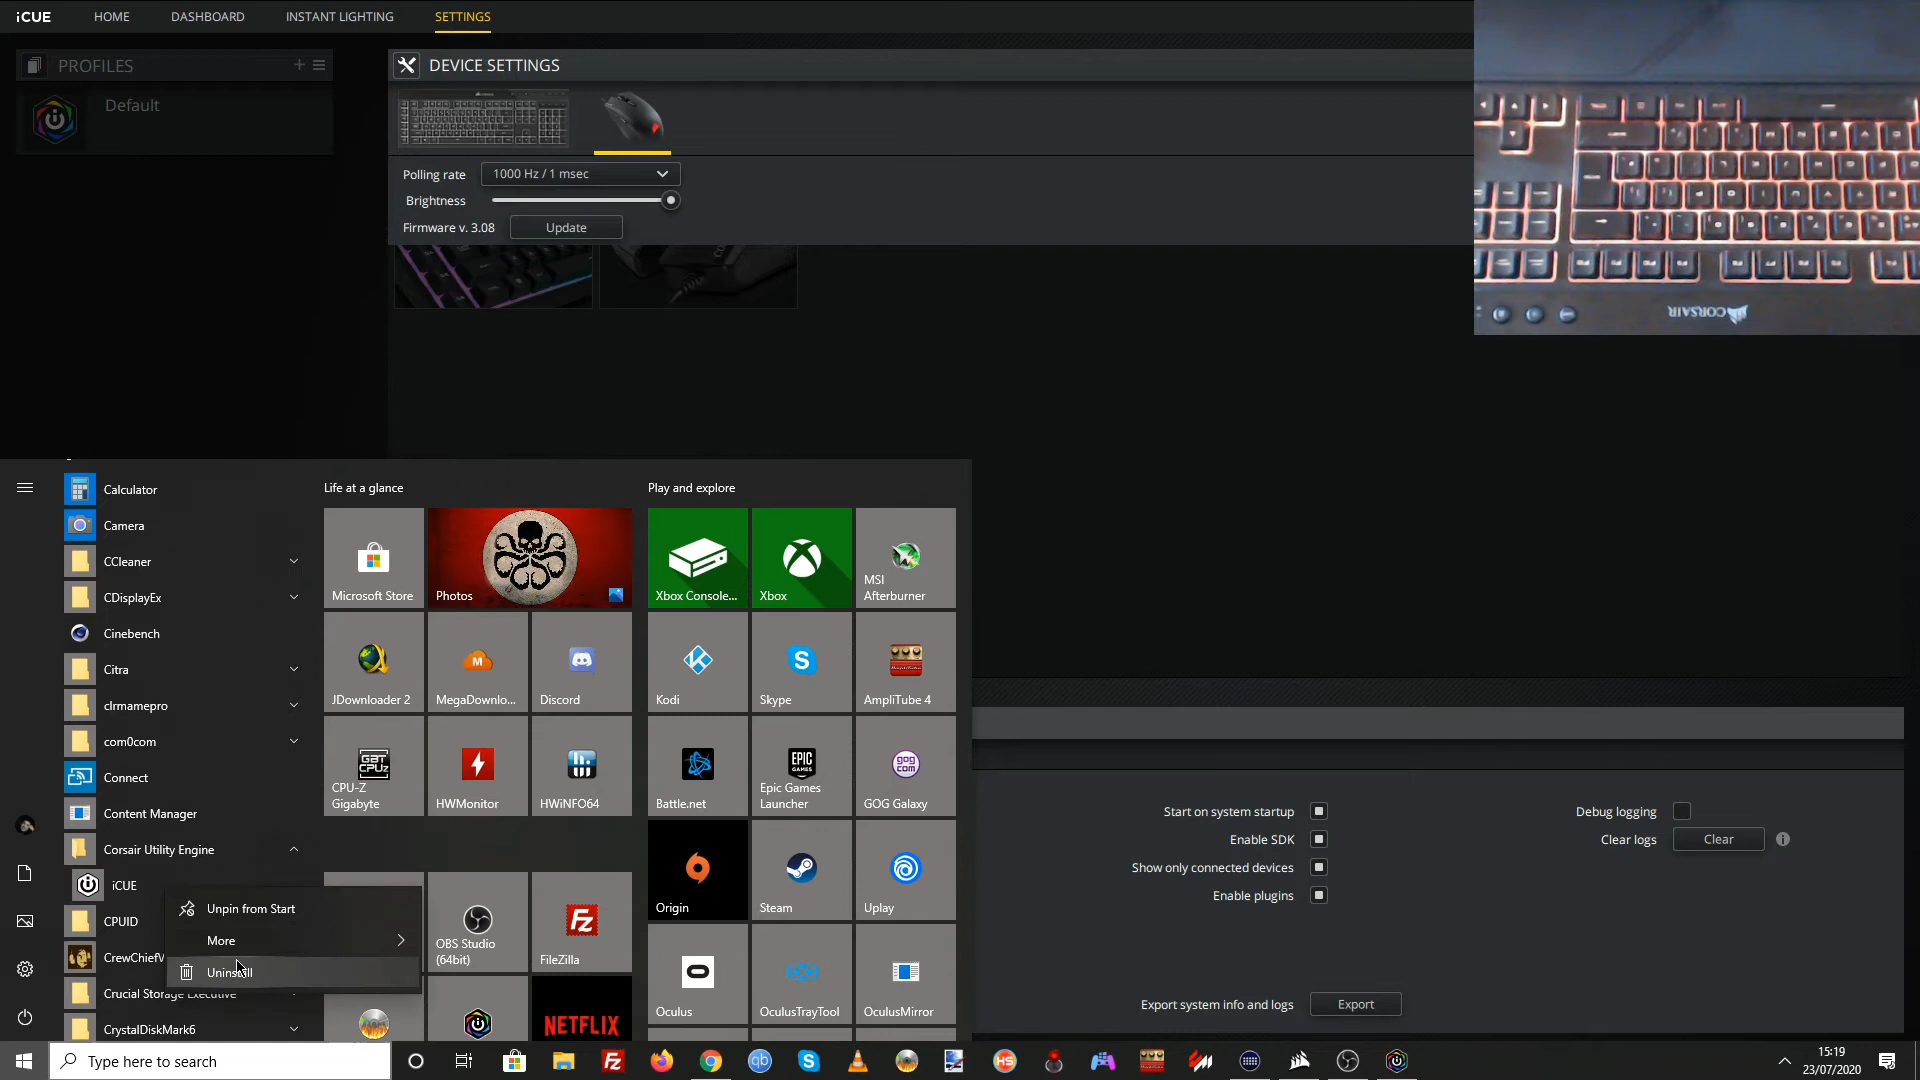 iCUE HOME DASHBOARD INSTANT LIGHTING SETTINGS
PROFILES
Default
DEVICE SETTINGS
Polling rate 1000 Hz / 1 msec
Brightness
Firmware v. 3.08 Update
CORSAIR
Calculator
Camera
CCleaner
CDisplayEx
Cinebench
Citra
clrmamepro
com0com
Connect
Content Manager
Corsair Utility Engine
iCUE
CPUID
CrewChiefV
Crucial Storage Executive
CrystalDiskMark6
Unpin from Start
More
Uninstall
Life at a glance
Microsoft Store
Photos
JDownloader 2
MegaDownlo...
Discord
CPU-Z
Gigabyte
HWMonitor
HWiNFO64
OBS Studio
(64bit)
FileZilla
NETFLIX
Play and explore
Xbox Console...
Xbox
MSI
Afterburner
Kodi
Skype
AmpliTube 4
Battle.net
EPIC
GAMES
Epic Games
Launcher
gog
com
GOG Galaxy
Origin
Steam
Uplay
Oculus
OculusTrayTool
OculusMirror
Start on system startup
Enable SDK
Show only connected devices
Enable plugins
Export system info and logs Export
Debug logging
Clear logs Clear
Type here to search
15:19
23/07/2020